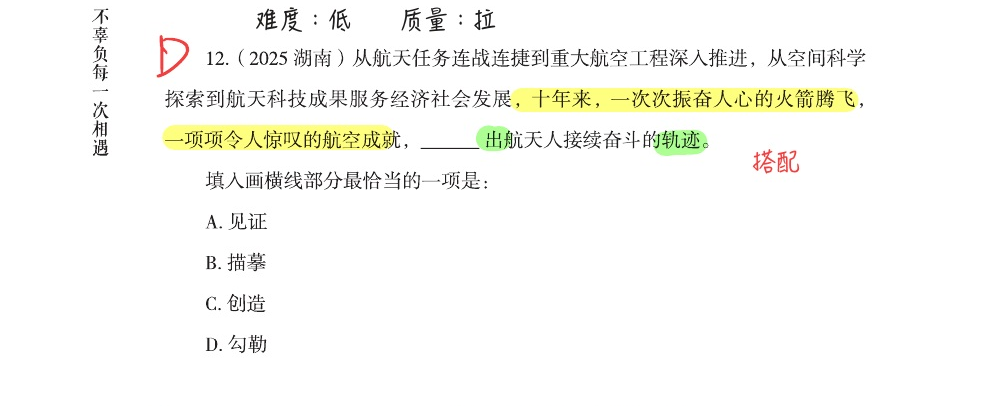 不辜负每一次相遇
难度：低 质量：拉
D
12.（2025 湖南）从航天任务连战连捷到重大航空工程深入推进，从空间科学
探索到航天科技成果服务经济社会发展，十年来，一次次振奋人心的火箭腾飞，
一项项令人惊叹的航空成就，______出航天人接续奋斗的轨迹。
搭配
填入画横线部分最恰当的一项是：
A. 见证
B. 描摹
C. 创造
D. 勾勒